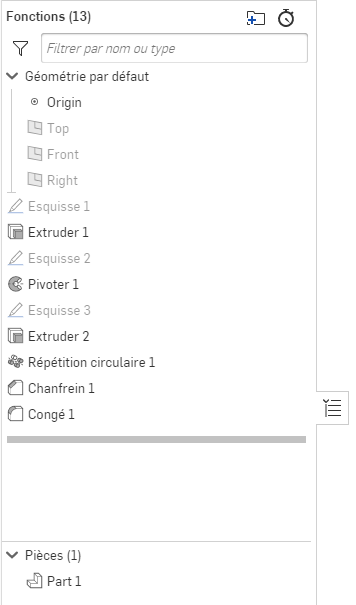 Fonctions (13)
Filtrer par nom ou type
Géométrie par défaut
Origin
Top
Front
Right
Esquisse 1
Extruder 1
Esquisse 2
Pivoter 1
Esquisse 3
Extruder 2
Répétition circulaire 1
Chanfrein 1
Congé 1
Pièces (1)
Part 1